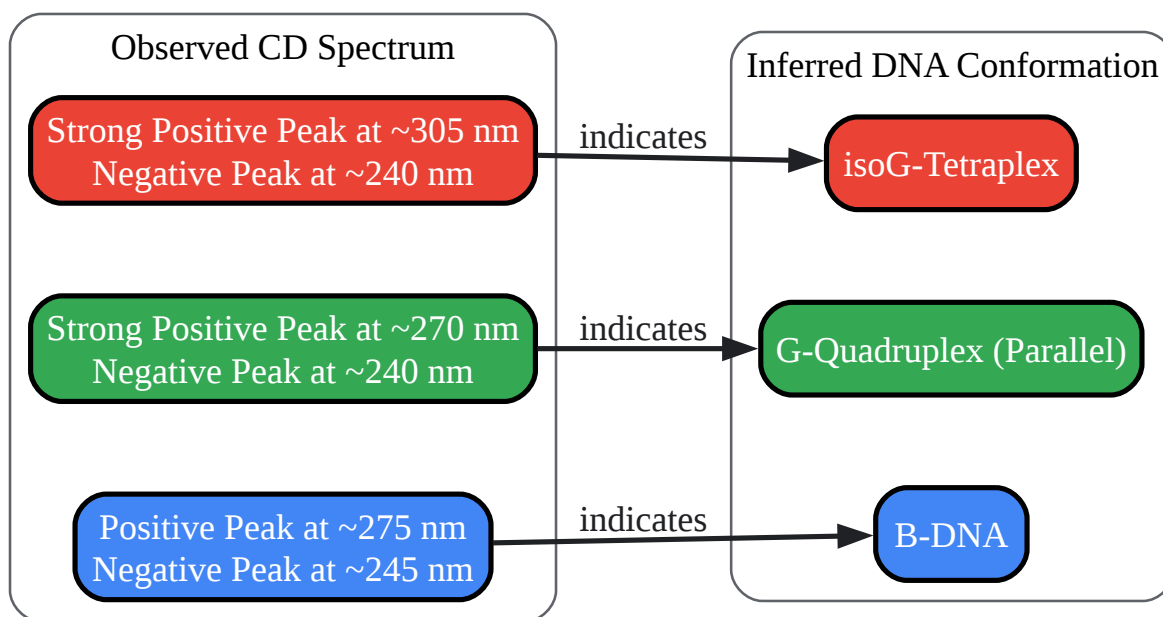 Observed CD Spectrum
Inferred DNA Conformation
Strong Positive Peak at ~305 nm
Negative Peak at ~240 nm
indicates
isoG-Tetraplex
Strong Positive Peak at ~270 nm
Negative Peak at ~240 nm
indicates
G-Quadruplex (Parallel)
Positive Peak at ~275 nm
Negative Peak at ~245 nm
indicates
B-DNA